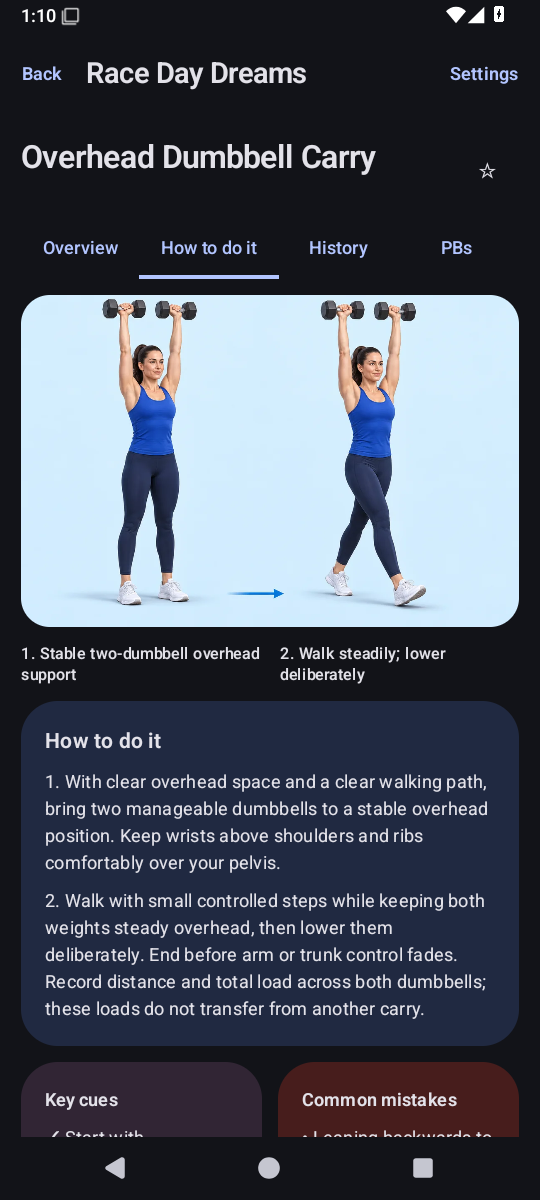 1:10
Back
Race Day Dreams
Settings
Overhead Dumbbell Carry
Overview
How to do it
History
PBs
1. Stable two-dumbbell overhead
support
2. Walk steadily; lower
deliberately
How to do it
1. With clear overhead space and a clear walking path,
bring two manageable dumbbells to a stable overhead
position. Keep wrists above shoulders and ribs
comfortably over your pelvis.
2. Walk with small controlled steps while keeping both
weights steady overhead, then lower them
deliberately. End before arm or trunk control fades.
Record distance and total load across both dumbbells;
these loads do not transfer from another carry.
Key cues
✓ Start with
Common mistakes
• Leaning backwards to